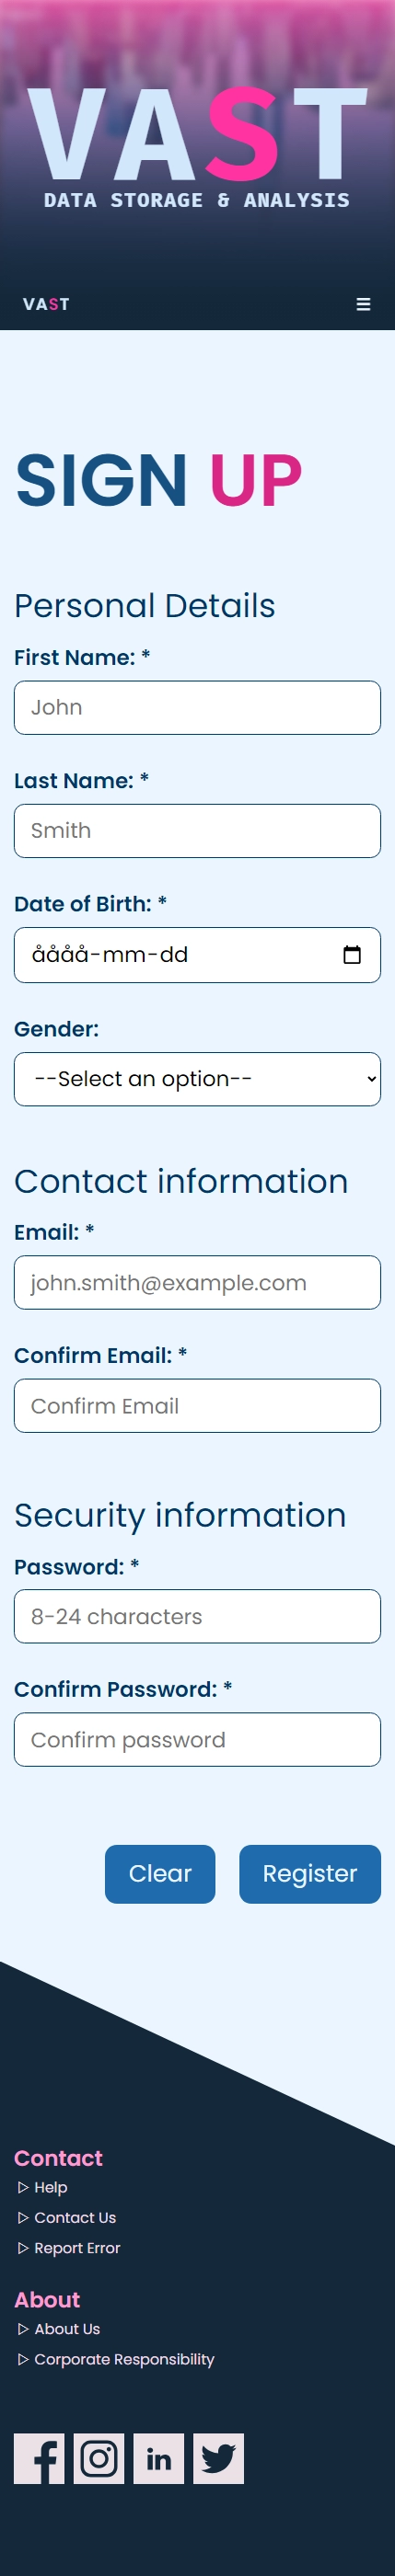 VAST
DATA STORAGE & ANALYSIS
VAST
SIGN UP
Personal Details
First Name: *
John
Last Name: *
Smith
Date of Birth: *
åååå-mm-dd
Gender:
--Select an option--
Contact information
Email: *
john.smith@example.com
Confirm Email: *
Confirm Email
Security information
Password: *
8-24 characters
Confirm Password: *
Confirm password
Clear Register
Contact
Help
Contact Us
Report Error
About
About Us
Corporate Responsibility
f in